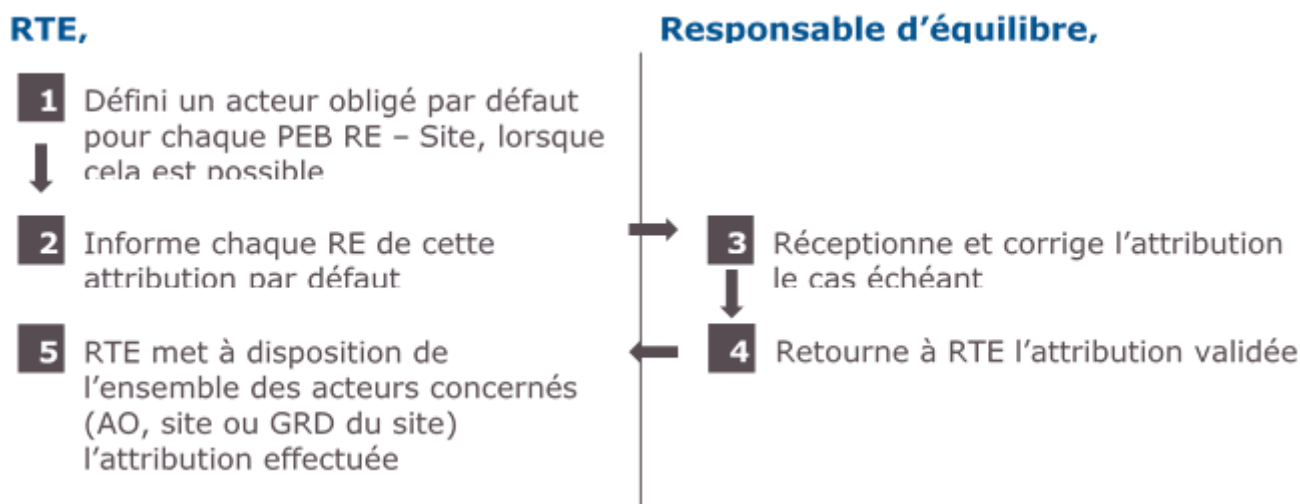 RTE,
1 Défini un acteur obligé par défaut
pour chaque PEB RE – Site, lorsque
cela est possible
2 Informe chaque RE de cette
attribution par défaut
5 RTE met à disposition de
l’ensemble des acteurs concernés
(AO, site ou GRD du site)
l’attribution effectuée
Responsable d’équilibre,
3 Réceptionne et corrige l’attribution
le cas échéant
4 Retourne à RTE l’attribution validée